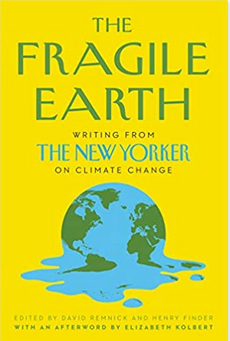 THE
FRAGILE
EARTH
WRITING FROM
THE NEW YORKER
ON CLIMATE CHANGE
EDITED BY DAVID REMNICK AND HENRY FINDER
WITH AN AFTERWORD BY ELIZABETH KOLBERT